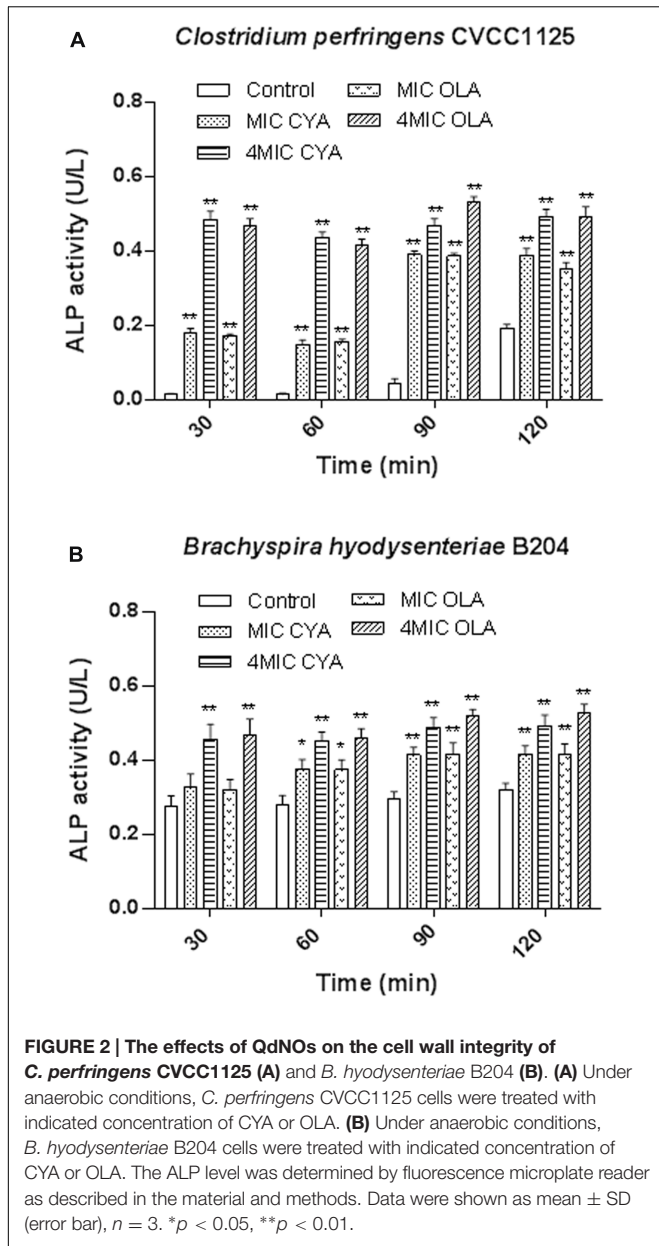 A
Clostridium perfringens CVCC1125
Control
MIC OLA
MIC CYA
4MIC OLA
4MIC CYA
ALP activity (U/L)
0.8
0.6
0.4
0.2
0.0
** ** ** **
** ** ** **
** ** ** **
** ** ** **
30 60 90 120
Time (min)
B
Brachyspira hyodysenteriae B204
Control
MIC OLA
MIC CYA
4MIC OLA
4MIC CYA
ALP activity (U/L)
0.8
0.6
0.4
0.2
0.0
** **
* ** * **
** ** ** **
** ** ** **
30 60 90 120
Time (min)
FIGURE 2 | The effects of QdNOs on the cell wall integrity of
C. perfringens CVCC1125 (A) and B. hyodysenteriae B204 (B). (A) Under
anaerobic conditions, C. perfringens CVCC1125 cells were treated with
indicated concentration of CYA or OLA. (B) Under anaerobic conditions,
B. hyodysenteriae B204 cells were treated with indicated concentration of
CYA or OLA. The ALP level was determined by fluorescence microplate reader
as described in the material and methods. Data were shown as mean ± SD
(error bar), n = 3. *p < 0.05, **p < 0.01.